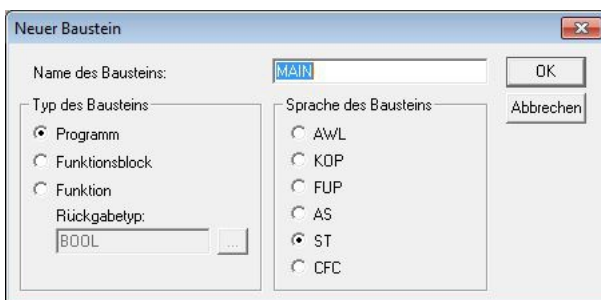 Neuer Baustein
Name des Bausteins:
MAIN
OK
Abbrechen
Typ des Bausteins
Programm
Funktionsblock
Funktion
Rückgabetyp:
BOOL
...
Sprache des Bausteins
AWL
KOP
FUP
AS
ST
CFC